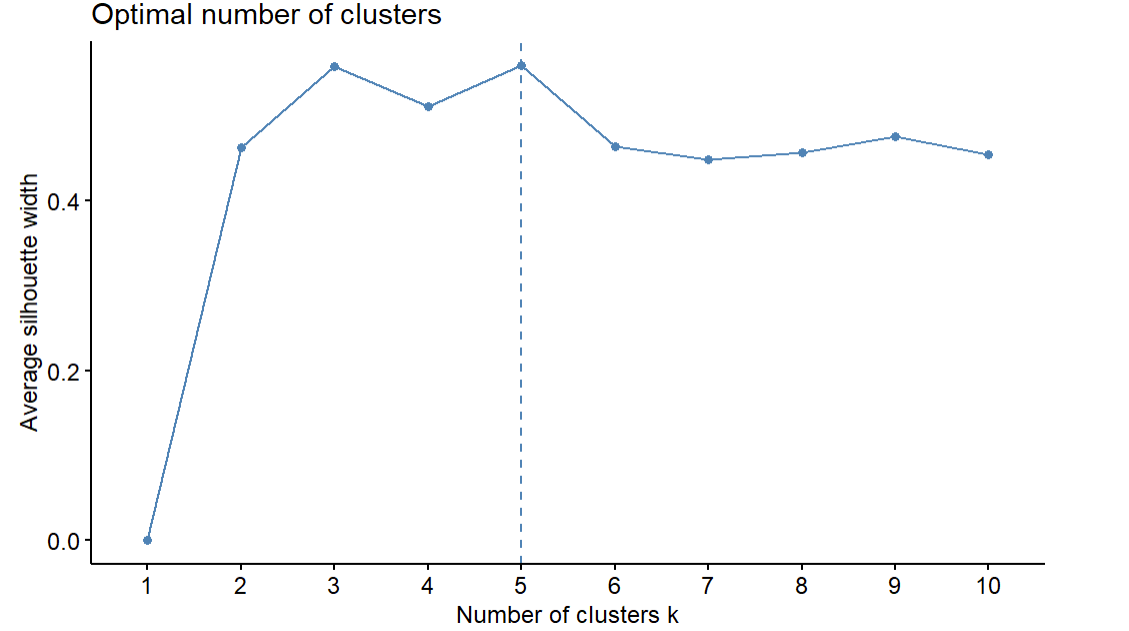 Optimal number of clusters
Average silhouette width
0.4
0.2
0.0
1 2 3 4 5 6 7 8 9 10
Number of clusters k